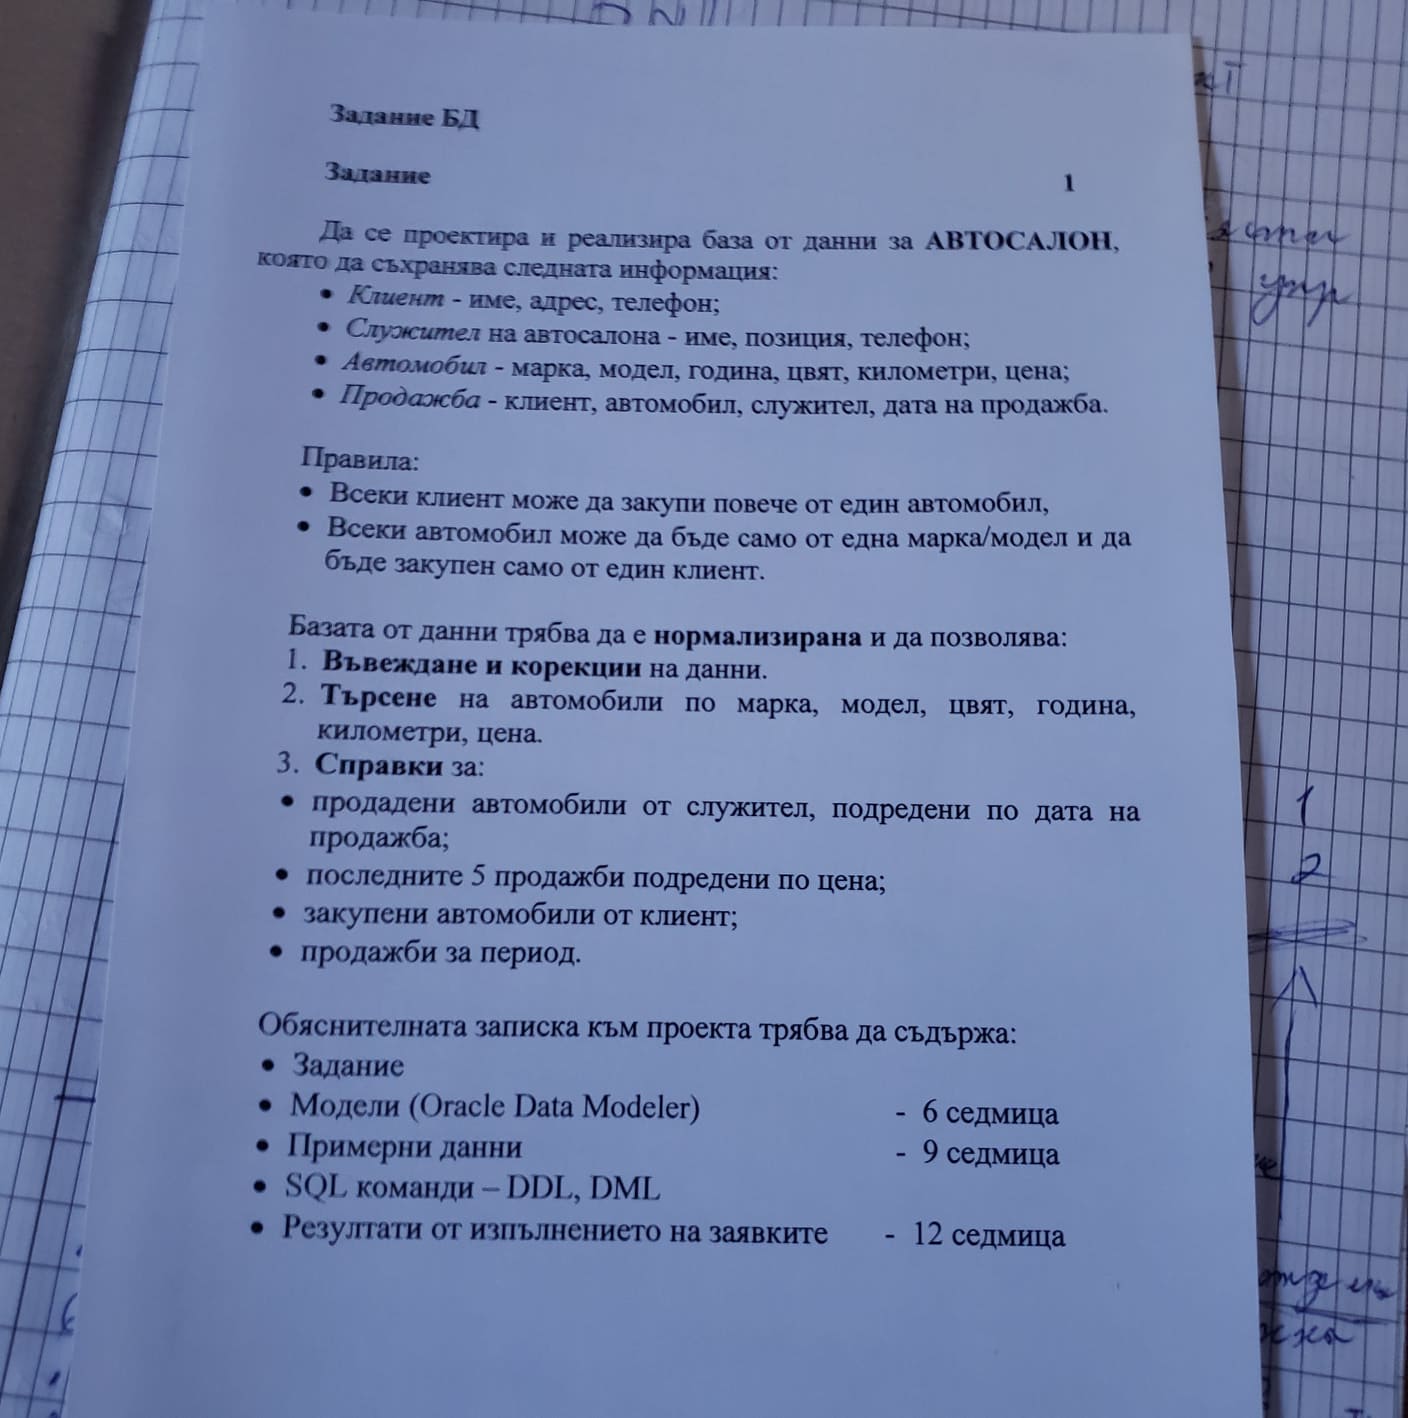 Задание БД
Задание 1
Да се проектира и реализира база от данни за АВТОСАЛОН,
която да съхранява следната информация:
• Клиент - име, адрес, телефон;
• Служител на автосалона - име, позиция, телефон;
• Автомобил - марка, модел, година, цвят, километри, цена;
• Продажба - клиент, автомобил, служител, дата на продажба.
Правила:
• Всеки клиент може да закупи повече от един автомобил,
• Всеки автомобил може да бъде само от една марка/модел и да
бъде закупен само от един клиент.
Базата от данни трябва да е нормализирана и да позволява:
1. Въвеждане и корекции на данни.
2. Търсене на автомобили по марка, модел, цвят, година,
километри, цена.
3. Справки за:
• продадени автомобили от служител, подредени по дата на
продажба;
• последните 5 продажби подредени по цена;
• закупени автомобили от клиент;
• продажби за период.
Обяснителната записка към проекта трябва да съдържа:
• Задание
• Модели (Oracle Data Modeler) - 6 седмица
• Примерни данни - 9 седмица
• SQL команди – DDL, DML
• Резултати от изпълнението на заявките - 12 седмица
упр
1
2